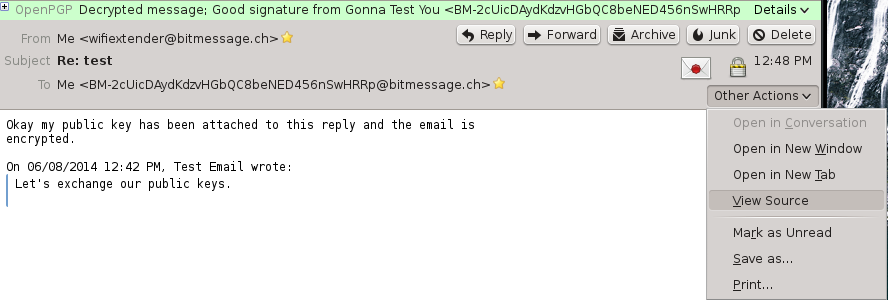 OpenPGP Decrypted message; Good signature from Gonna Test You <BM-2cUicDAydKdzvHGbQC8beNED456nSwHRRp Details
From Me <wifiextender@bitmessage.ch> Reply Forward Archive Junk Delete
Subject Re: test 12:48 PM
To Me <BM-2cUicDAydKdzvHGbQC8beNED456nSwHRRp@bitmessage.ch>
Other Actions
Okay my public key has been attached to this reply and the email is
encrypted.
On 06/08/2014 12:42 PM, Test Email wrote:
Let's exchange our public keys.
Open in Conversation
Open in New Window
Open in New Tab
View Source
Mark as Unread
Save as...
Print...